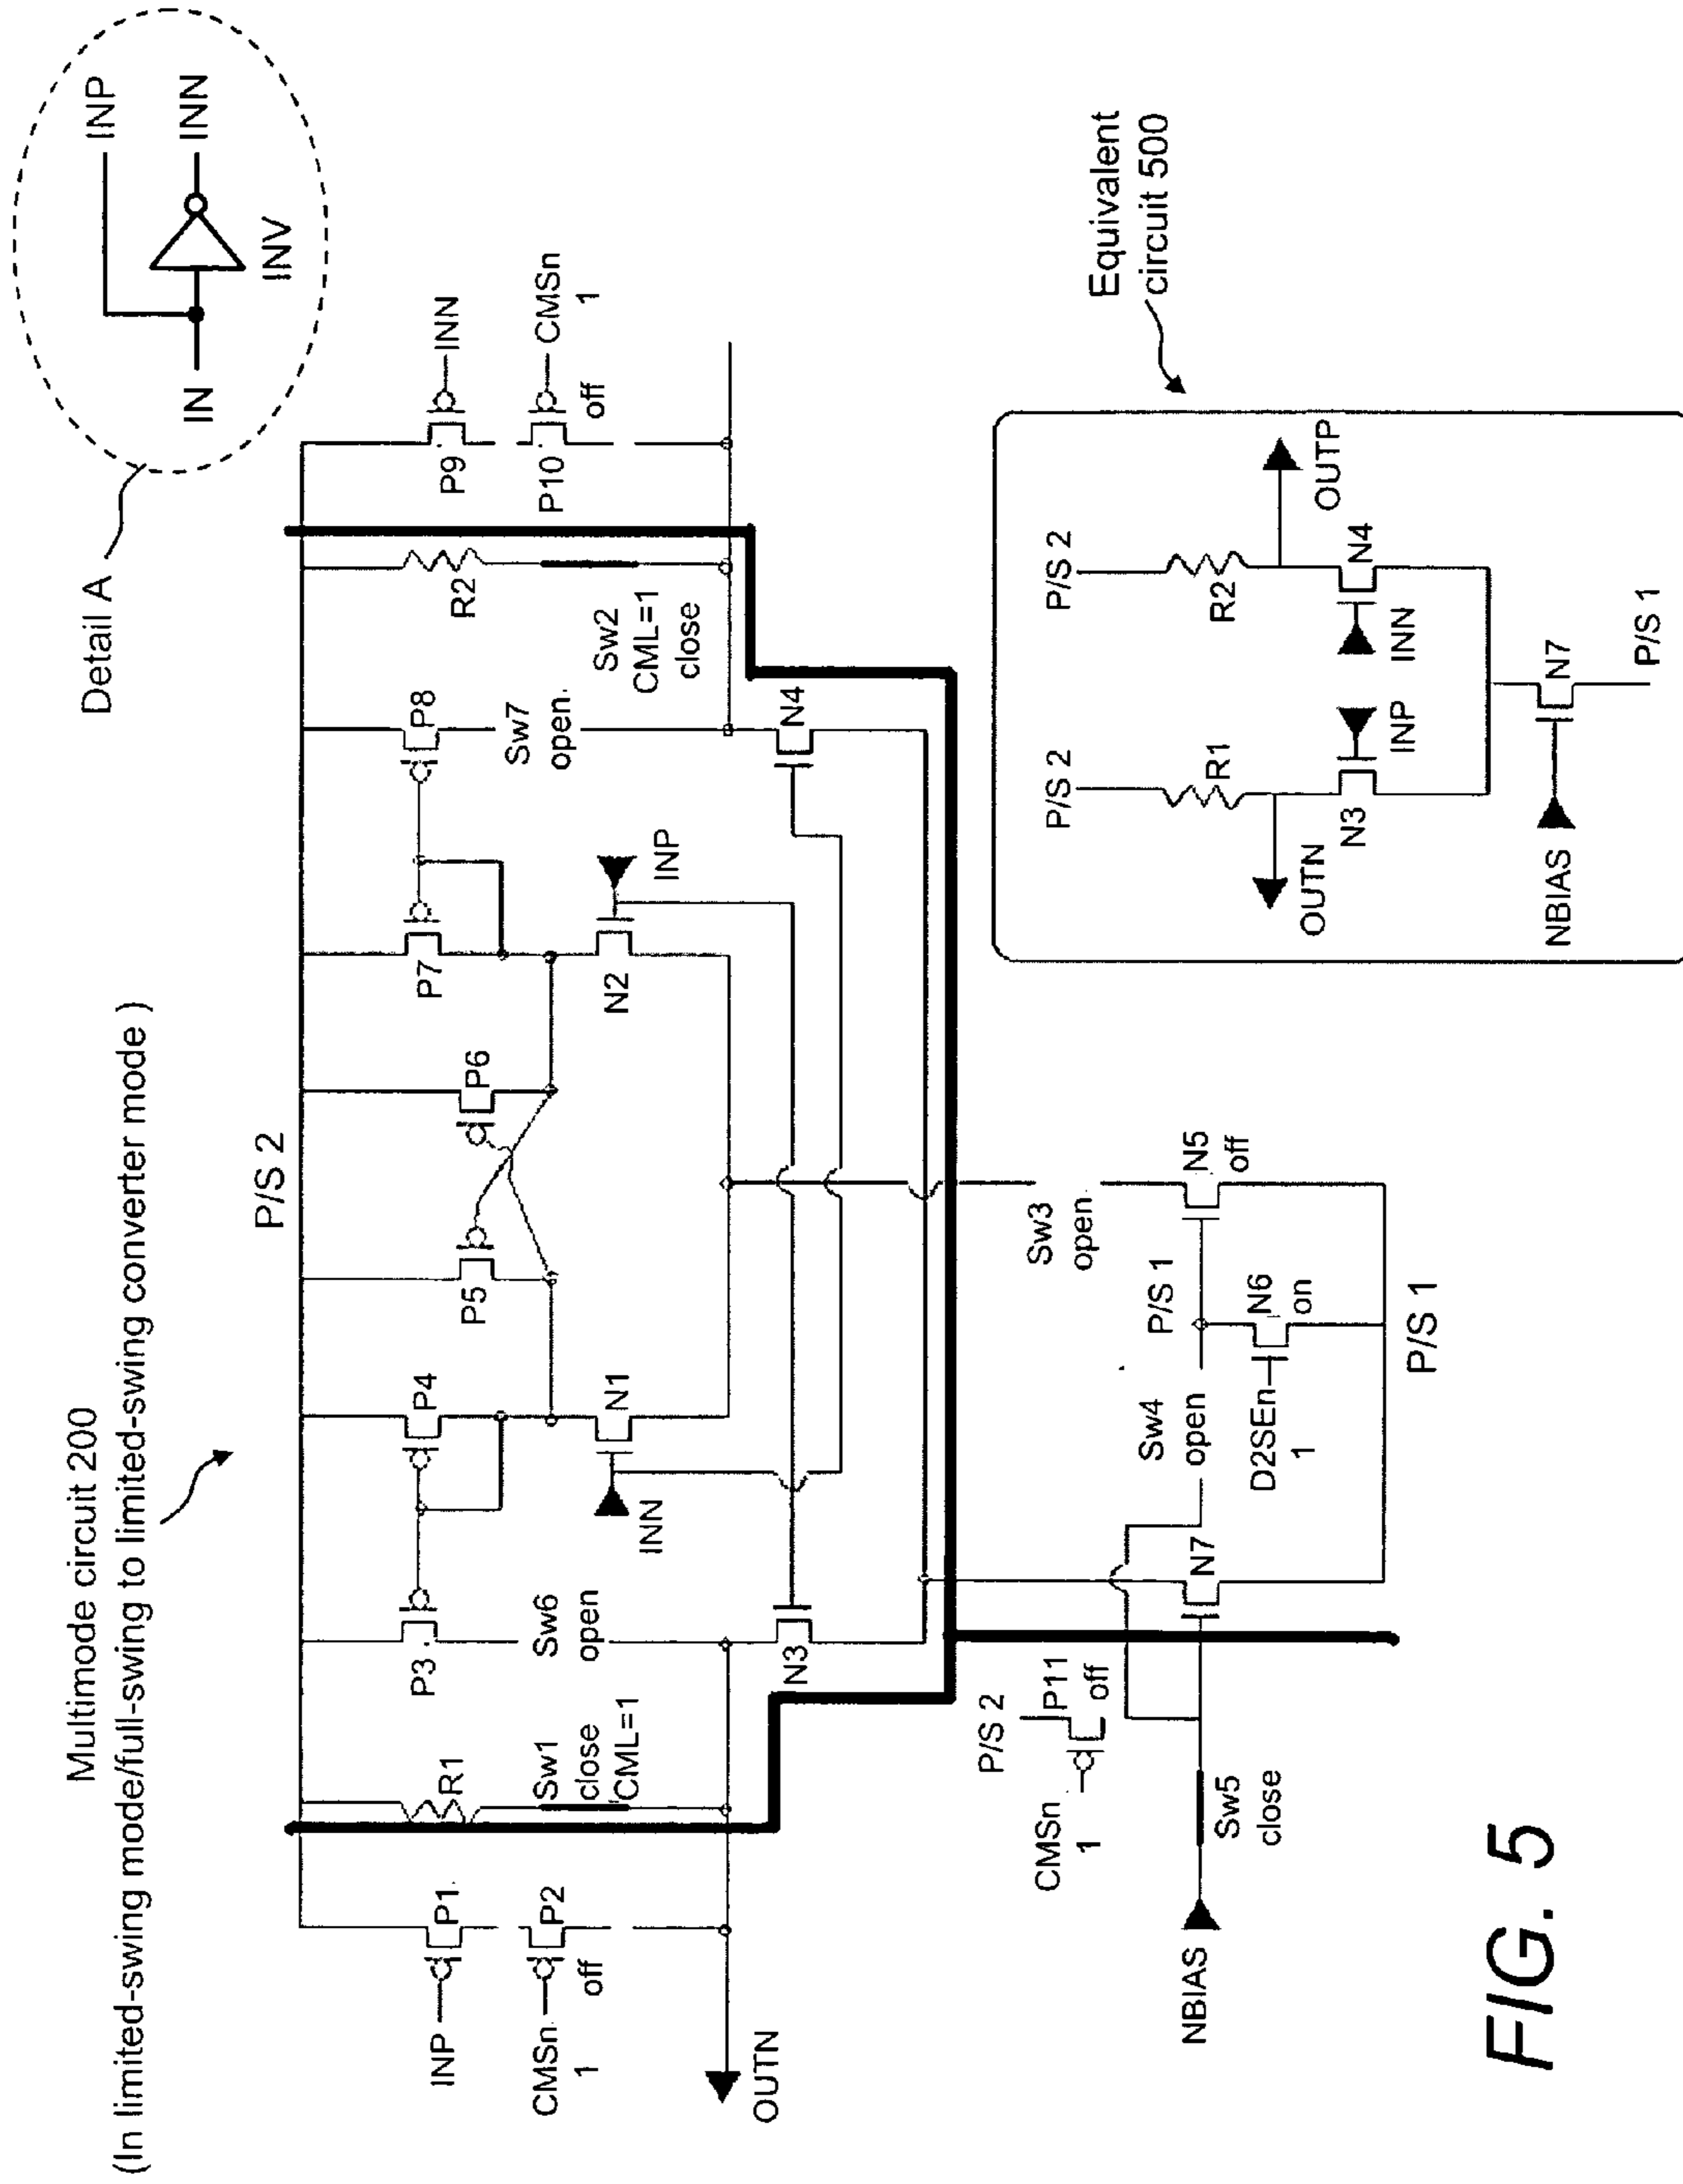 Multimode circuit 200
(In limited-swing mode/full-swing to limited-swing converter mode )
Detail A
IN
INP
INN
INV
P/S 2
INP
P1
CMSn
1
P2
off
R1
Sw1
close
CML=1
P3
Sw6
open
P4
P5
P6
P7
P8
Sw7
open
R2
Sw2
CML=1
close
P9
INN
P10
CMSn
1
off
OUTN
N3
INN
N1
N2
INP
N4
P/S 2
P11
off
CMSn
1
Sw3
open
NBIAS
Sw5
close
N7
Sw4
open
P/S 1
D2SEn
1
N6
on
N5
off
P/S 1
Equivalent
circuit 500
P/S 2
P/S 2
R1
R2
OUTN
OUTP
N3
INP
INN
N4
NBIAS
N7
P/S 1
FIG. 5